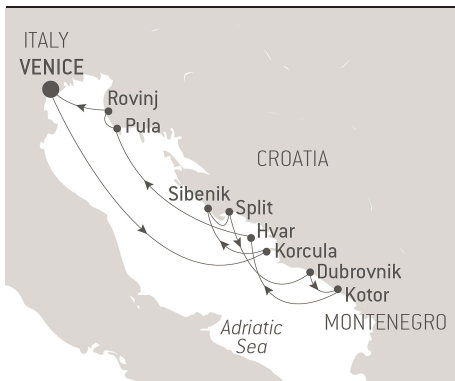 ITALY
VENICE
Rovinj
Pula
CROATIA
Sibenik
Split
Hvar
Korcula
Dubrovnik
Kotor
MONTENEGRO
Adriatic
Sea